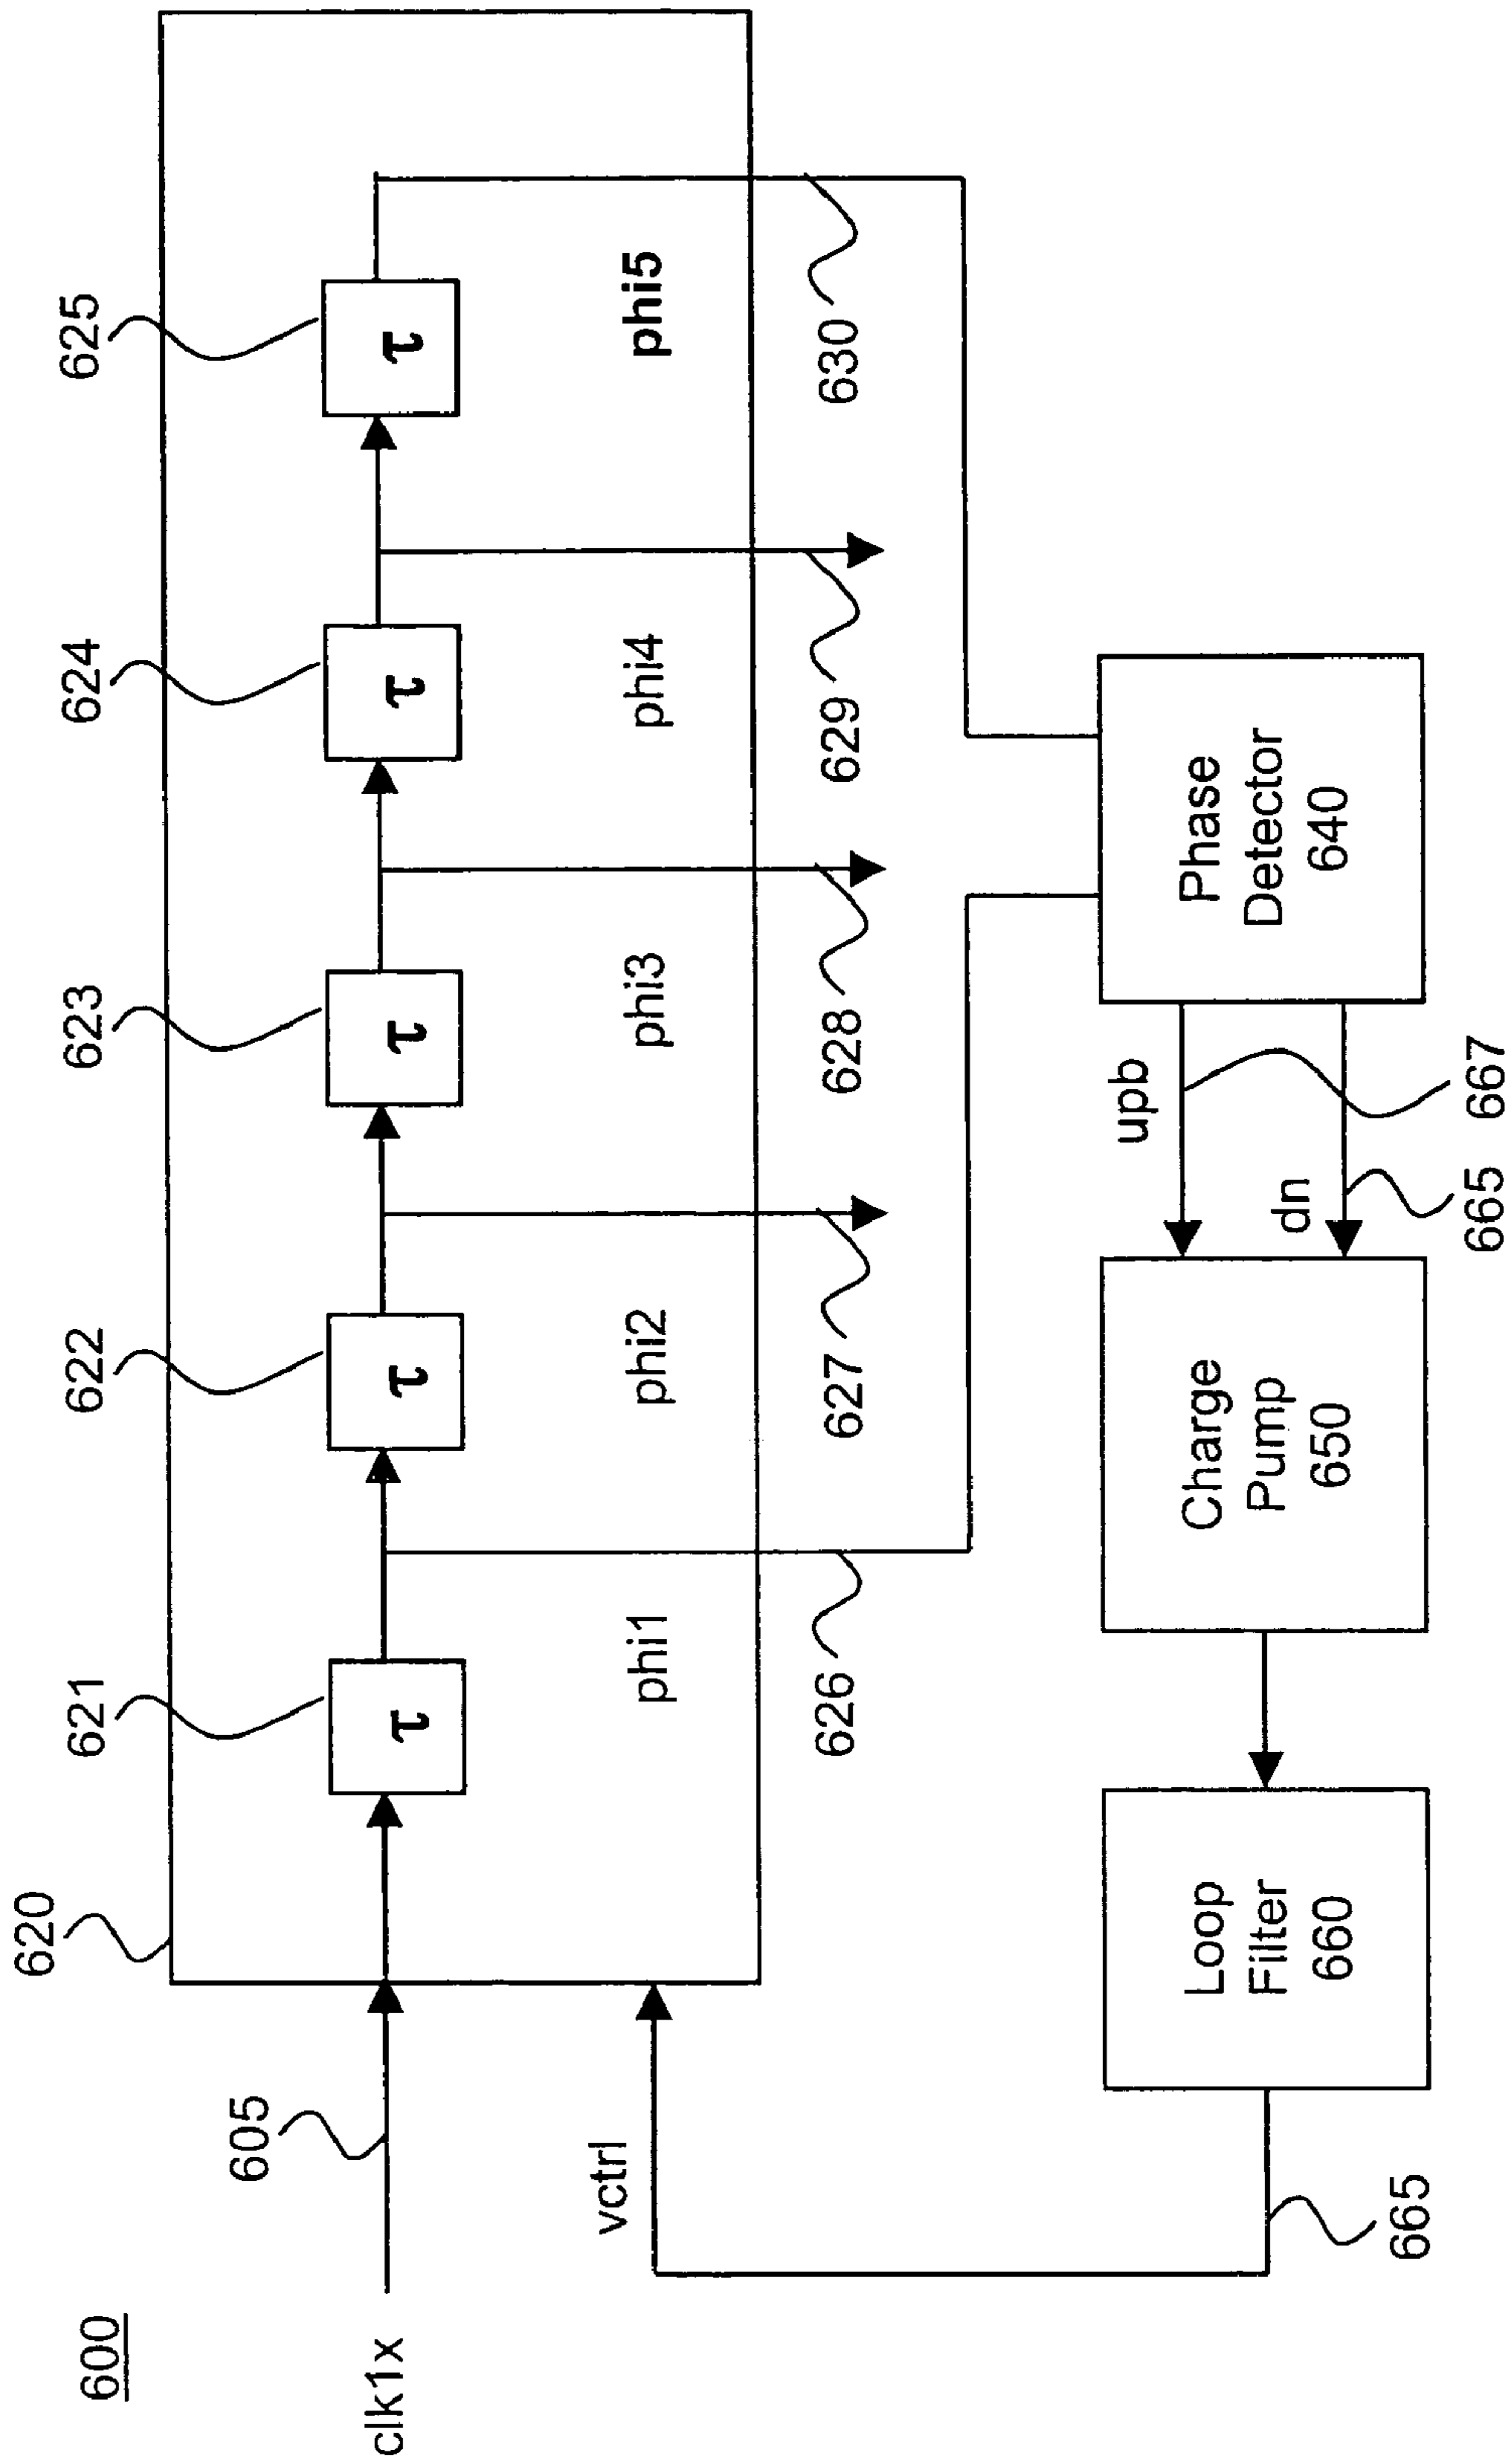 600
620
621
622
623
624
625
605
clk1x
τ
τ
τ
τ
τ
vctrl
phi1
phi2
phi3
phi4
phi5
626
627
628
629
630
Loop
Filter
660
Charge
Pump
650
Phase
Detector
640
upb
dn
665
665
667